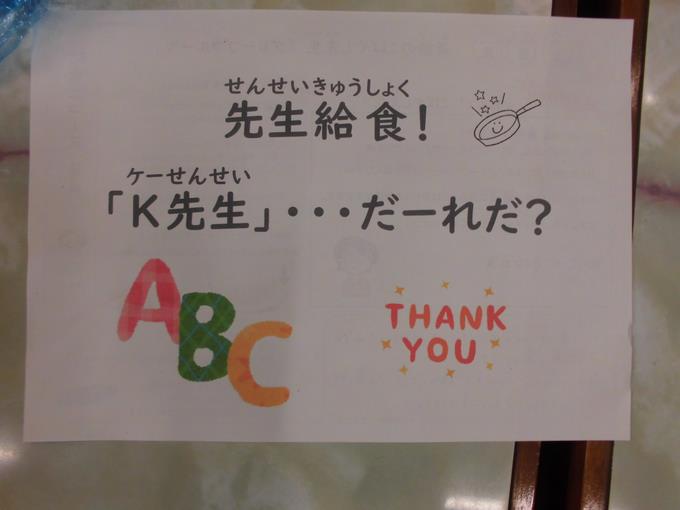 せんせいきゅうしょく
先生給食!
ケーせんせい
「K先生」・・・だーれだ?
ABC
THANK
YOU